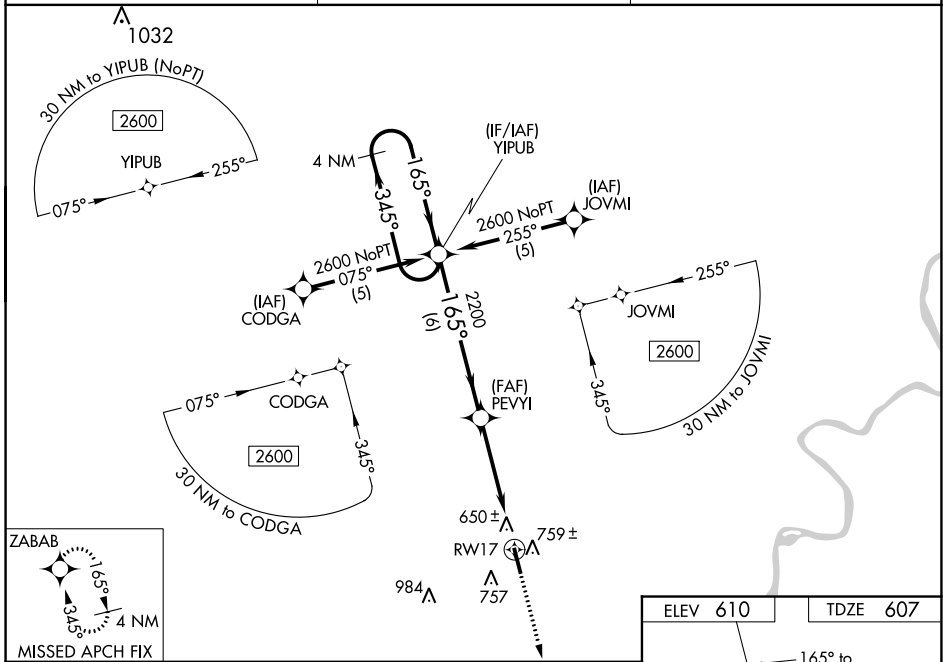 1032
30 NM to YIPUB (NoPT)
2600
YIPUB
075°
255°
4 NM
165°
345°
(IF/IAF)
YIPUB
(IAF)
JOVMI
2600 NoPT
255°
(5)
2600 NoPT
075°
(5)
(IAF)
CODGA
2200
165°
(6)
255°
JOVMI
2600
345°
30 NM to JOVMI
(FAF)
PEVYI
075°
CODGA
2600
345°
30 NM to CODGA
650±
759±
RW17
984
757
ZABAB
165°
345°
4 NM
MISSED APCH FIX
ELEV 610
TDZE 607
165° to